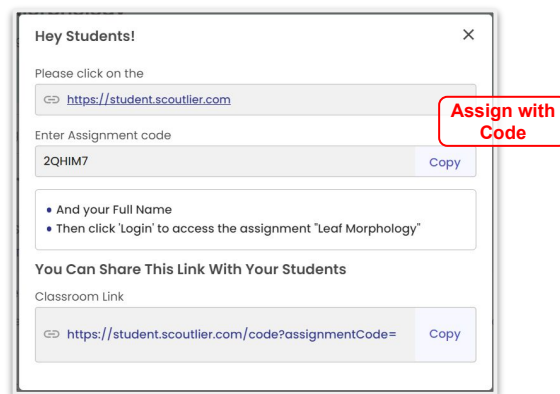 Hey Students!
Please click on the
https://student.scoutlier.com
Assign with
Code
Enter Assignment code
2QHIM7
Copy
And your Full Name
Then click 'Login' to access the assignment "Leaf Morphology"
You Can Share This Link With Your Students
Classroom Link
https://student.scoutlier.com/code?assignmentCode=
Copy